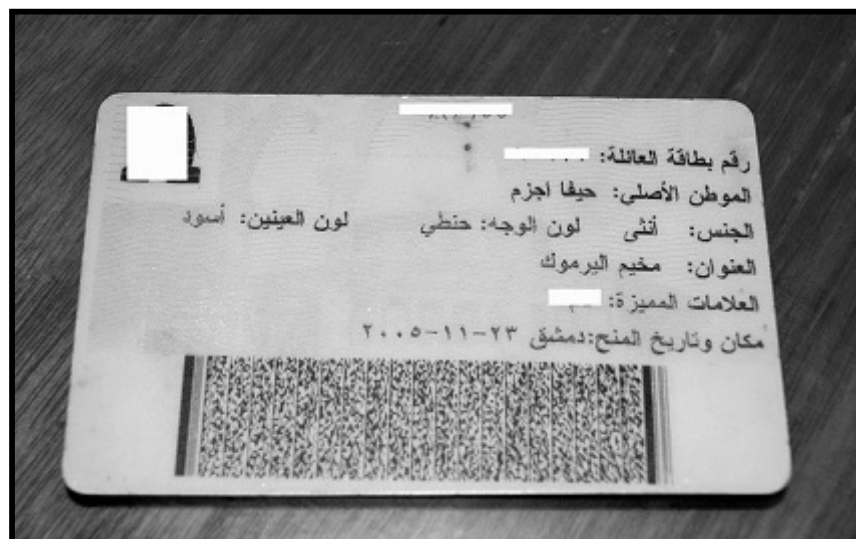 رقم بطاقة العائلة:
الموطن الأصلي: حيفا اجزم
الجنس: أنثى لون الوجه: حنطي لون العينين: أسود
العنوان: مخيم اليرموك
العلامات المميزة:
مكان وتاريخ المنح:دمشق ٢٣-١١-٢٠٠٥